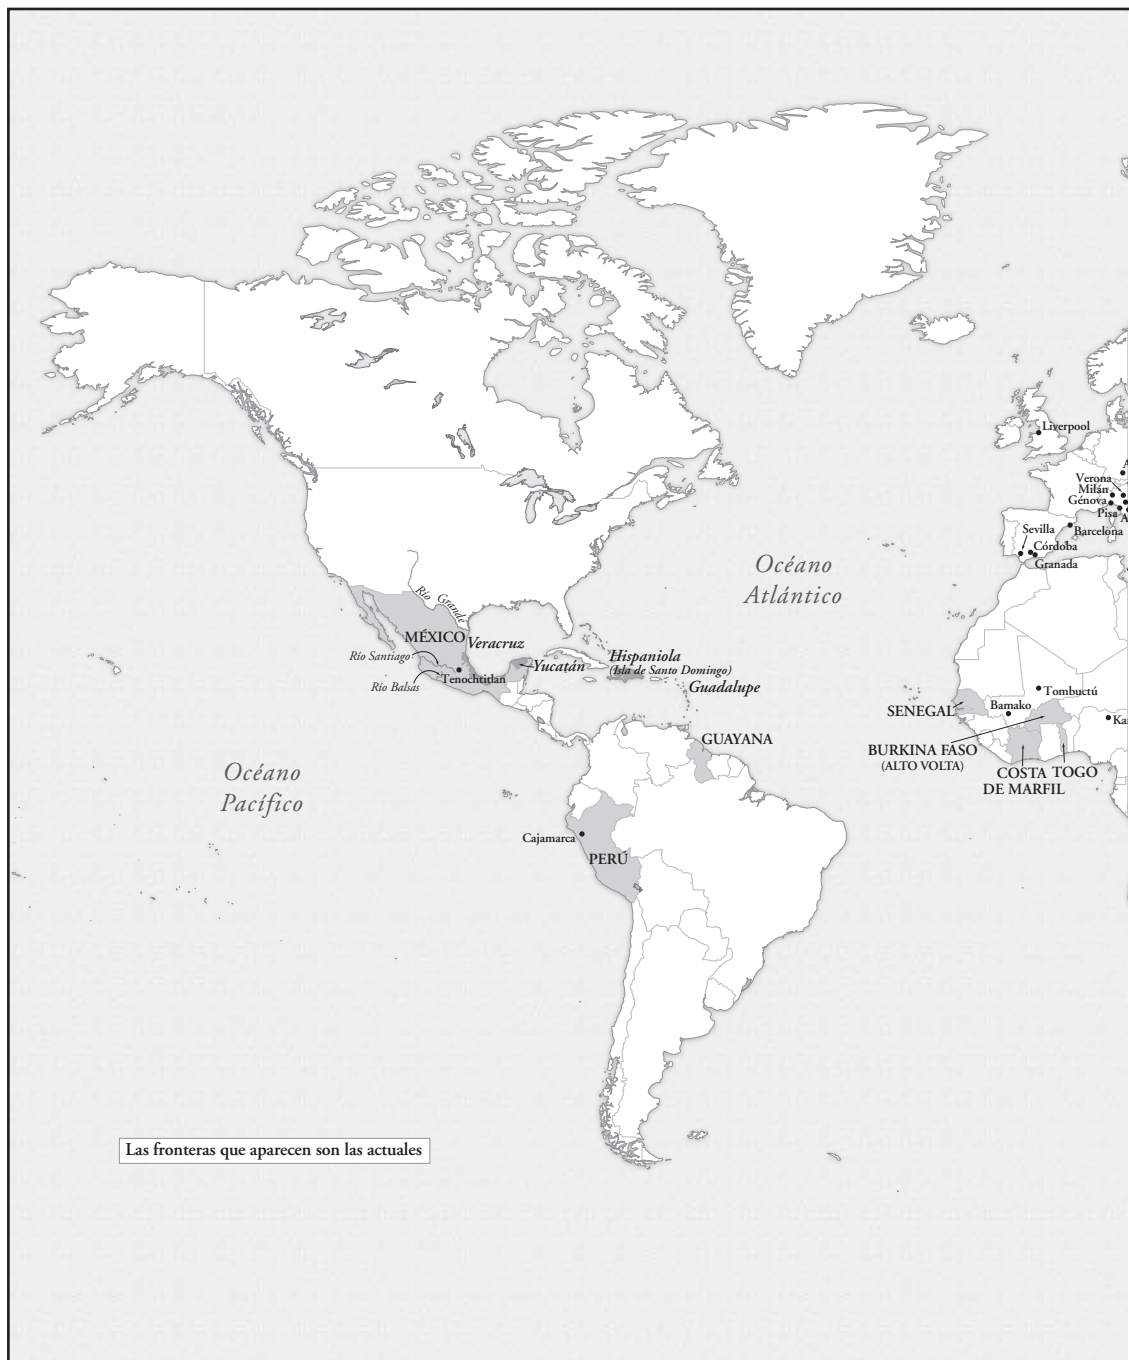 Liverpool
Verona
Milán
Génova
Pisa
Barcelona
Sevilla
Córdoba
Granada
Océano
Atlántico
Río Grande
MÉXICO
Veracruz
Río Santiago
Yucatán
Tenochtitlan
Río Balsas
Hispaniola
(Isla de Santo Domingo)
Guadalupe
Tombuctú
SENEGAL
Bamako
GUAYANA
BURKINA FASO
(ALTO VOLTA)
COSTA
DE MARFIL
TOGO
Océano
Pacífico
Cajamarca
PERÚ
Las fronteras que aparecen son las actuales